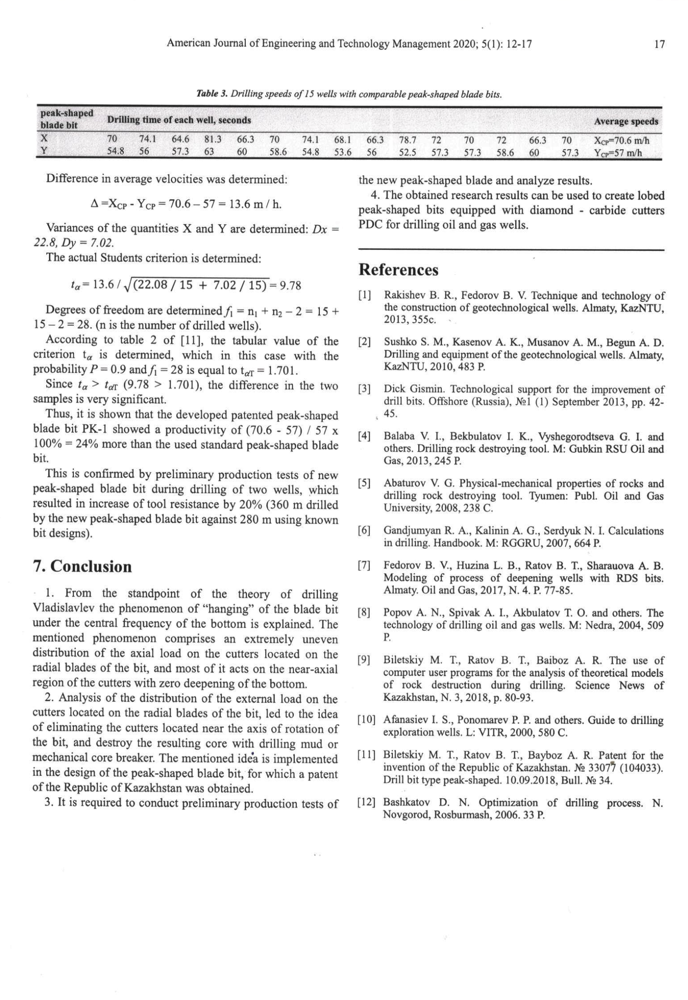 American Journal of Engineering and Technology Management 2020; 5(1): 12-17 17
Table 3. Drilling speeds of 15 wells with comparable peak-shaped blade bits.
peak-shaped
blade bit Drilling time of each well, seconds Average speeds
X 70 74.1 64.6 81.3 66.3 70 74.1 68.1 66.3 78.7 72 70 72 66.3 70 XCP=70.6 m/h
Y 54.8 56 57.3 63 60 58.6 54.8 53.6 56 52.5 57.3 57.3 58.6 60 57.3 YCP=57 m/h
Difference in average velocities was determined:
Δ =XCP - YCP = 70.6 – 57 = 13.6 m / h.
Variances of the quantities X and Y are determined: Dx =
22.8, Dy = 7.02.
The actual Students criterion is determined:
tα = 13.6 / √(22.08 / 15 + 7.02 / 15) = 9.78
Degrees of freedom are determined f1 = n1 + n2 − 2 = 15 +
15 – 2 = 28. (n is the number of drilled wells).
According to table 2 of [11], the tabular value of the
criterion tα is determined, which in this case with the
probability P = 0.9 and f1 = 28 is equal to tαT = 1.701.
Since tα > tαT (9.78 > 1.701), the difference in the two
samples is very significant.
Thus, it is shown that the developed patented peak-shaped
blade bit PK-1 showed a productivity of (70.6 - 57) / 57 x
100% = 24% more than the used standard peak-shaped blade
bit.
This is confirmed by preliminary production tests of new
peak-shaped blade bit during drilling of two wells, which
resulted in increase of tool resistance by 20% (360 m drilled
by the new peak-shaped blade bit against 280 m using known
bit designs).
7. Conclusion
1. From the standpoint of the theory of drilling
Vladislavlev the phenomenon of “hanging” of the blade bit
under the central frequency of the bottom is explained. The
mentioned phenomenon comprises an extremely uneven
distribution of the axial load on the cutters located on the
radial blades of the bit, and most of it acts on the near-axial
region of the cutters with zero deepening of the bottom.
2. Analysis of the distribution of the external load on the
cutters located on the radial blades of the bit, led to the idea
of eliminating the cutters located near the axis of rotation of
the bit, and destroy the resulting core with drilling mud or
mechanical core breaker. The mentioned idea is implemented
in the design of the peak-shaped blade bit, for which a patent
of the Republic of Kazakhstan was obtained.
3. It is required to conduct preliminary production tests of
the new peak-shaped blade and analyze results.
4. The obtained research results can be used to create lobed
peak-shaped bits equipped with diamond - carbide cutters
PDC for drilling oil and gas wells.
References
[1] Rakishev B. R., Fedorov B. V. Technique and technology of
the construction of geotechnological wells. Almaty, KazNTU,
2013, 355c.
[2] Sushko S. M., Kasenov A. K., Musanov A. M., Begun A. D.
Drilling and equipment of the geotechnological wells. Almaty,
KazNTU, 2010, 483 P.
[3] Dick Gismin. Technological support for the improvement of
drill bits. Offshore (Russia), №1 (1) September 2013, pp. 42-
45.
[4] Balaba V. I., Bekbulatov I. K., Vyshegorodtseva G. I. and
others. Drilling rock destroying tool. M: Gubkin RSU Oil and
Gas, 2013, 245 P.
[5] Abaturov V. G. Physical-mechanical properties of rocks and
drilling rock destroying tool. Tyumen: Publ. Oil and Gas
University, 2008, 238 C.
[6] Gandjumyan R. A., Kalinin A. G., Serdyuk N. I. Calculations
in drilling. Handbook. M: RGGRU, 2007, 664 P.
[7] Fedorov B. V., Huzina L. B., Ratov B. T., Sharauova A. B.
Modeling of process of deepening wells with RDS bits.
Almaty. Oil and Gas, 2017, N. 4. P. 77-85.
[8] Popov A. N., Spivak A. I., Akbulatov T. O. and others. The
technology of drilling oil and gas wells. M: Nedra, 2004, 509
P.
[9] Biletskiy M. T., Ratov B. T., Baiboz A. R. The use of
computer user programs for the analysis of theoretical models
of rock destruction during drilling. Science News of
Kazakhstan, N. 3, 2018, p. 80-93.
[10] Afanasiev I. S., Ponomarev P. P. and others. Guide to drilling
exploration wells. L: VITR, 2000, 580 C.
[11] Biletskiy M. T., Ratov B. T., Bayboz A. R. Patent for the
invention of the Republic of Kazakhstan. № 33077 (104033).
Drill bit type peak-shaped. 10.09.2018, Bull. № 34.
[12] Bashkatov D. N. Optimization of drilling process. N.
Novgorod, Rosburmash, 2006. 33 P.